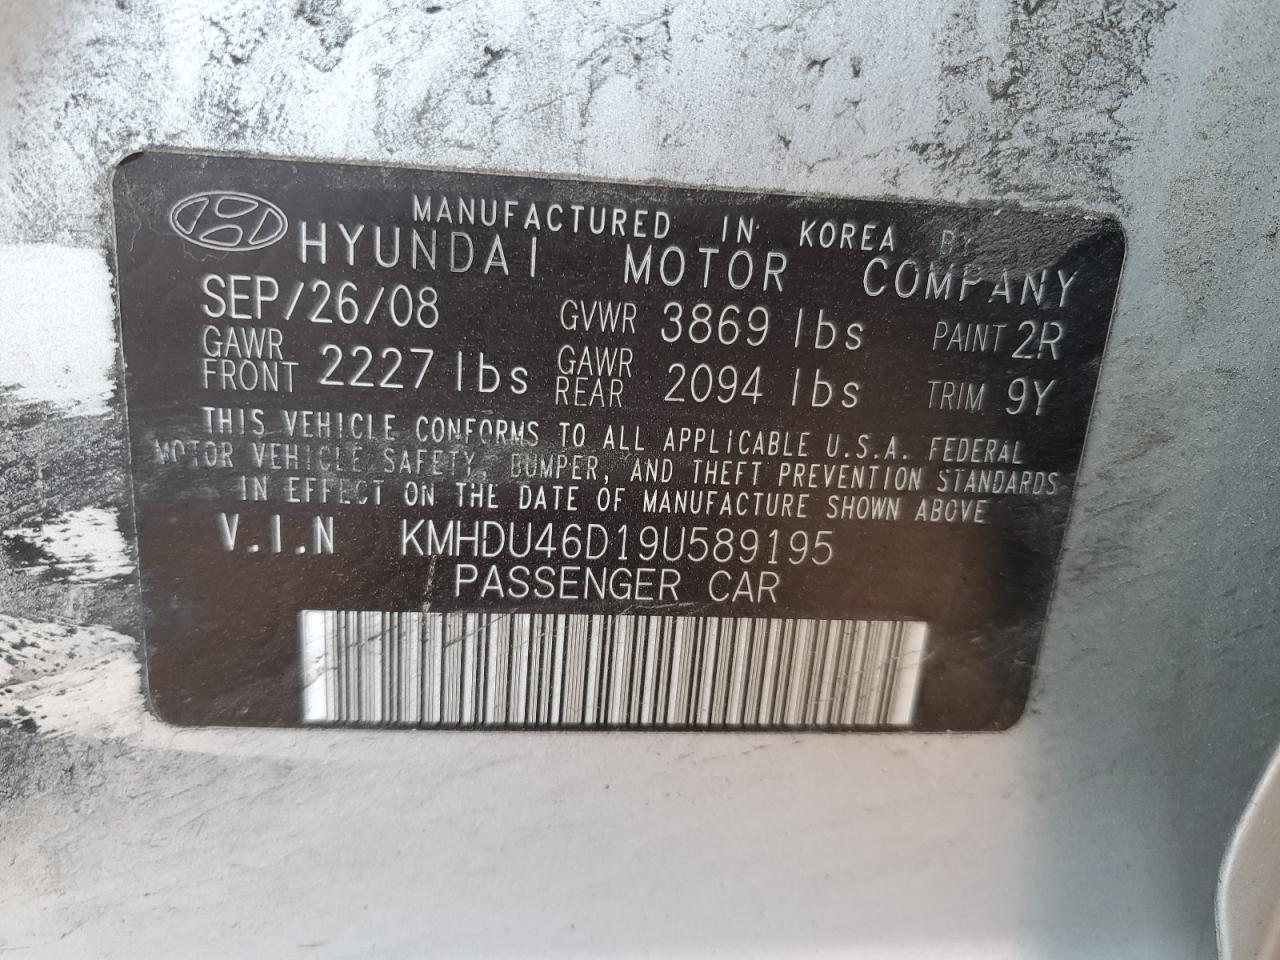 MANUFACTURED IN KOREA BY
HYUNDAI MOTOR COMPANY
SEP/26/08 GVWR 3869 lbs PAINT 2R
GAWR FRONT 2227 lbs GAWR REAR 2094 lbs TRIM 9Y
THIS VEHICLE CONFORMS TO ALL APPLICABLE U.S.A. FEDERAL
MOTOR VEHICLE SAFETY, BUMPER, AND THEFT PREVENTION STANDARDS
IN EFFECT ON THE DATE OF MANUFACTURE SHOWN ABOVE
V.I.N KMHDU46D19U589195
PASSENGER CAR